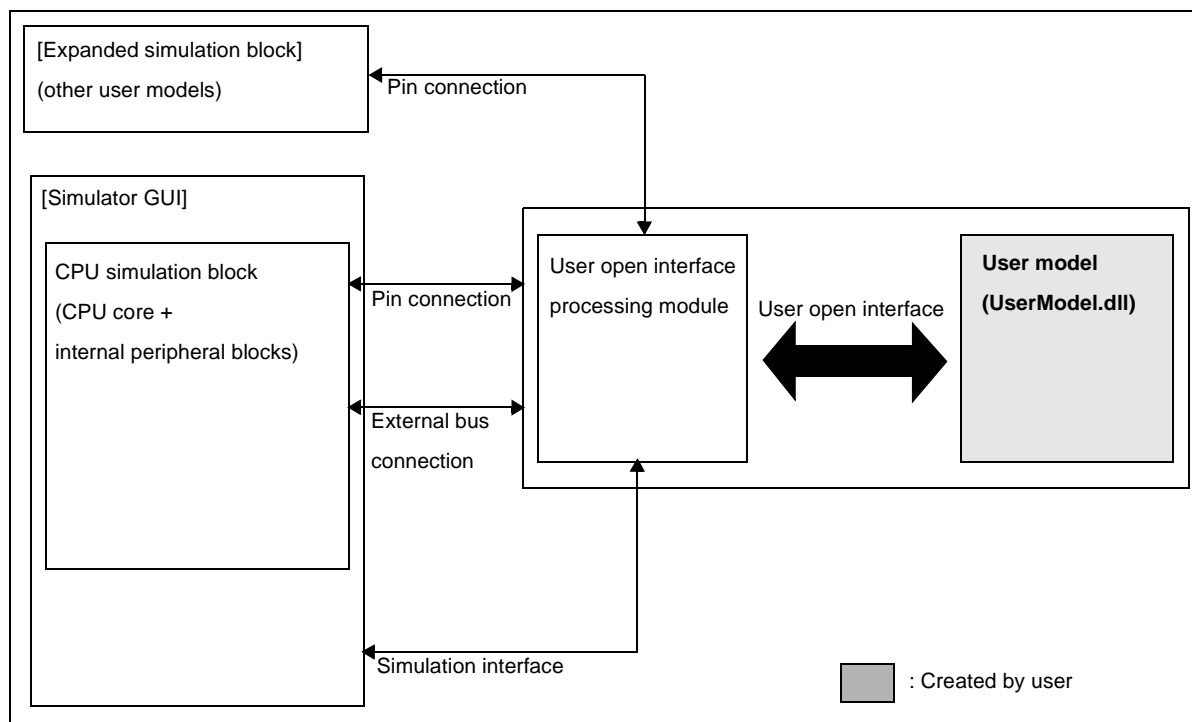 [Expanded simulation block]
(other user models)
Pin connection
[Simulator GUI]
CPU simulation block
(CPU core +
internal peripheral blocks)
Pin connection
External bus
connection
Simulation interface
User open interface
processing module
User open interface
User model
(UserModel.dll)
: Created by user